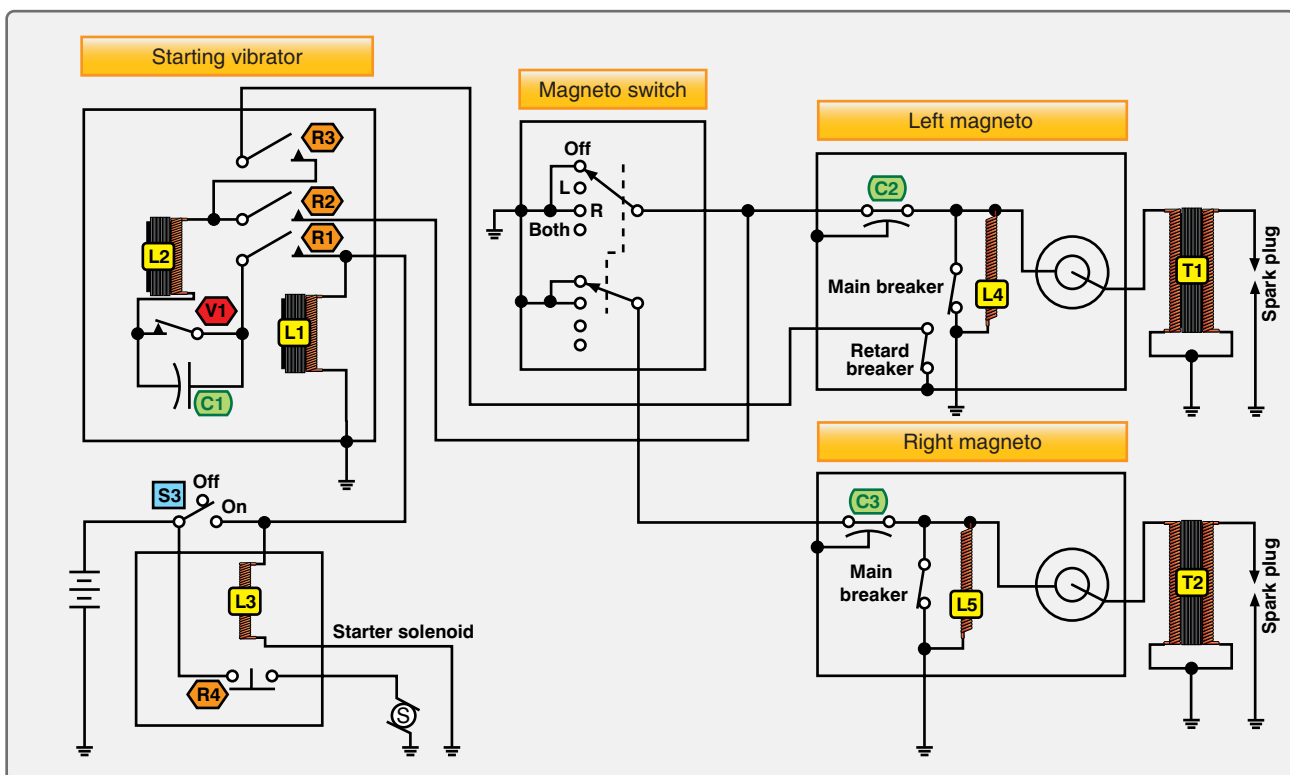 Starting vibrator
Magneto switch
Left magneto
R3
R2
R1
L2
V1
L1
C1
Off
L
R
Both
C2
Main breaker
L4
Retard
breaker
T1
Spark plug
Right magneto
S3
Off
On
L3
Starter solenoid
R4
S
C3
Main
breaker
L5
T2
Spark plug